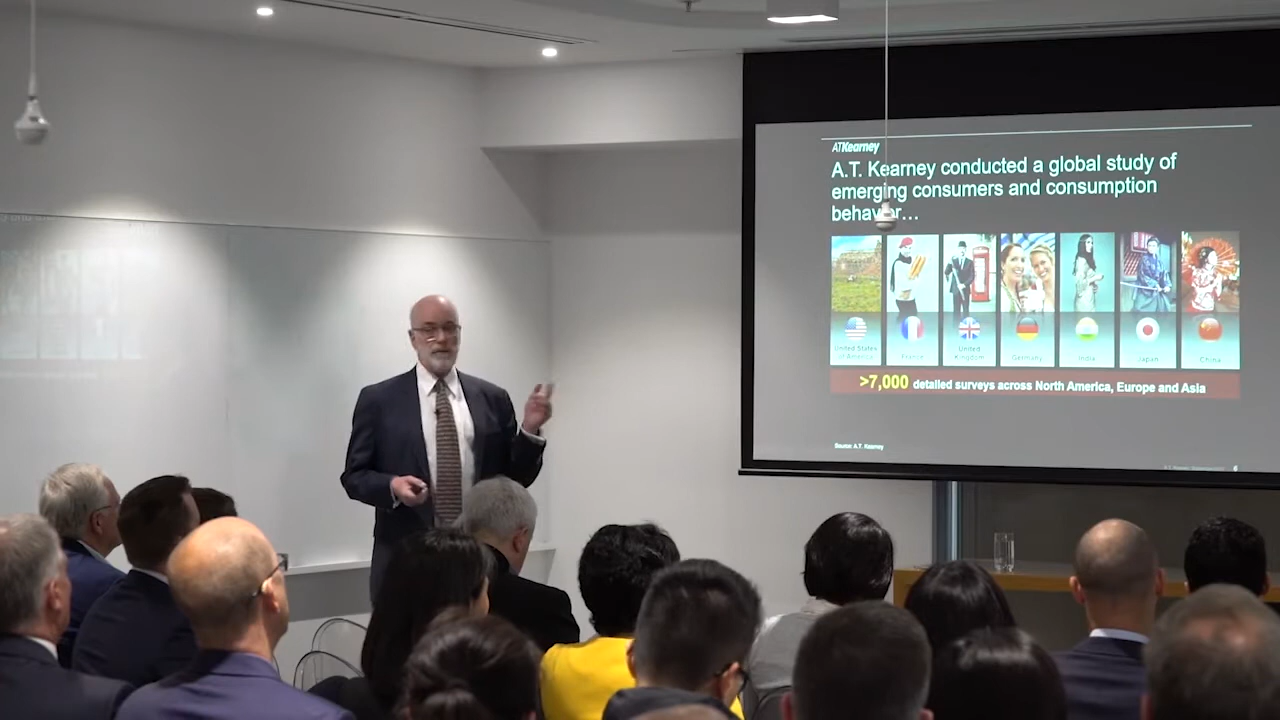 ATKearney
A.T. Kearney conducted a global study of
emerging consumers and consumption
behavior…
United States
of America
France
United
Kingdom
Germany
India
Japan
China
>7,000 detailed surveys across North America, Europe and Asia
Source: A.T. Kearney